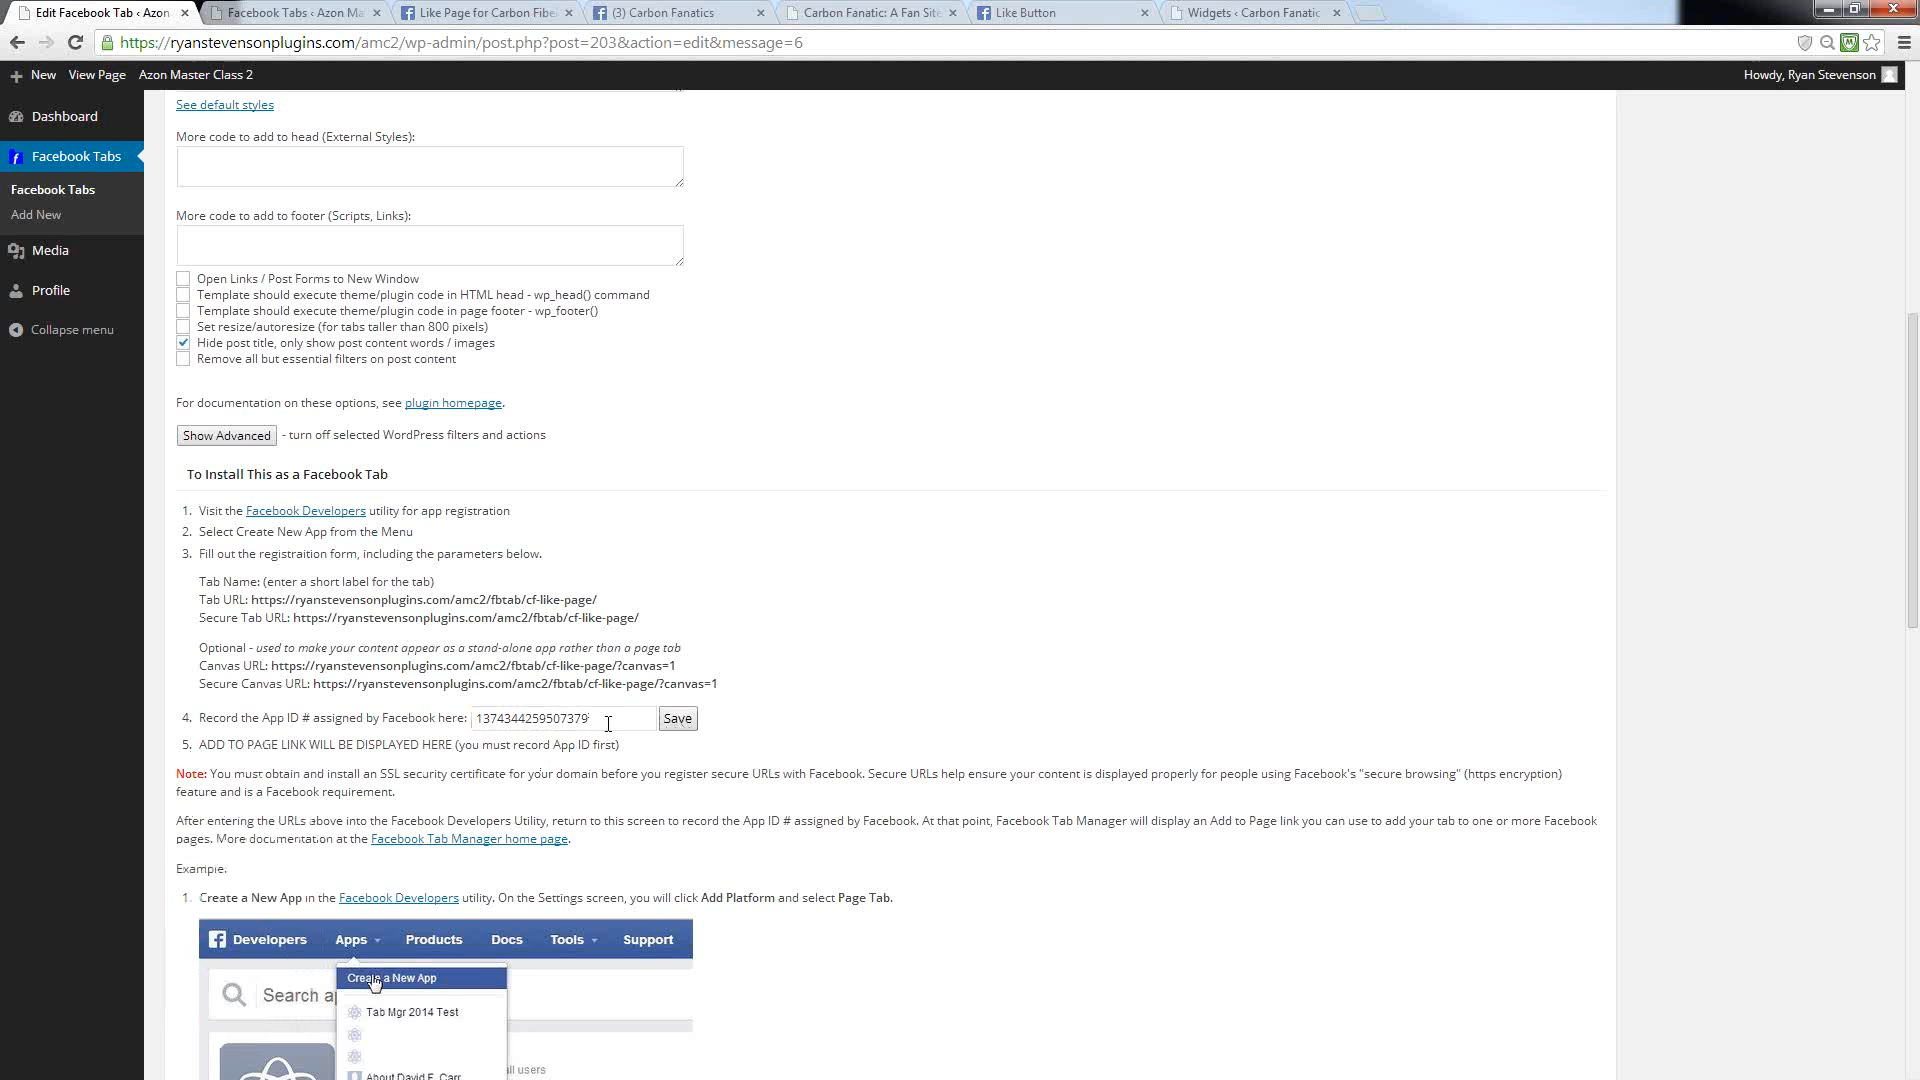 Edit Facebook Tab ‹ Azon
Facebook Tabs ‹ Azon Ma
Like Page for Carbon Fibe
(3) Carbon Fanatics
Carbon Fanatic: A Fan Site
Like Button
Widgets ‹ Carbon Fanatic
https://ryanstevensonplugins.com/amc2/wp-admin/post.php?post=203&action=edit&message=6
New
View Page
Azon Master Class 2
Howdy, Ryan Stevenson
Dashboard
Facebook Tabs
Facebook Tabs
Add New
Media
Profile
Collapse menu
See default styles
More code to add to head (External Styles):
More code to add to footer (Scripts, Links):
Open Links / Post Forms to New Window
Template should execute theme/plugin code in HTML head - wp_head() command
Template should execute theme/plugin code in page footer - wp_footer()
Set resize/autoresize (for tabs taller than 800 pixels)
Hide post title, only show post content words / images
Remove all but essential filters on post content
For documentation on these options, see plugin homepage.
Show Advanced - turn off selected WordPress filters and actions
To Install This as a Facebook Tab
1. Visit the Facebook Developers utility for app registration
2. Select Create New App from the Menu
3. Fill out the registraition form, including the parameters below.
Tab Name: (enter a short label for the tab)
Tab URL: https://ryanstevensonplugins.com/amc2/fbtab/cf-like-page/
Secure Tab URL: https://ryanstevensonplugins.com/amc2/fbtab/cf-like-page/
Optional - used to make your content appear as a stand-alone app rather than a page tab
Canvas URL: https://ryanstevensonplugins.com/amc2/fbtab/cf-like-page/?canvas=1
Secure Canvas URL: https://ryanstevensonplugins.com/amc2/fbtab/cf-like-page/?canvas=1
4. Record the App ID # assigned by Facebook here: 1374344259507379 Save
5. ADD TO PAGE LINK WILL BE DISPLAYED HERE (you must record App ID first)
Note: You must obtain and install an SSL security certificate for your domain before you register secure URLs with Facebook. Secure URLs help ensure your content is displayed properly for people using Facebook's "secure browsing" (https encryption)
feature and is a Facebook requirement.
After entering the URLs above into the Facebook Developers Utility, return to this screen to record the App ID # assigned by Facebook. At that point, Facebook Tab Manager will display an Add to Page link you can use to add your tab to one or more Facebook
pages. More documentation at the Facebook Tab Manager home page.
Example.
1. Create a New App in the Facebook Developers utility. On the Settings screen, you will click Add Platform and select Page Tab.
Developers Apps Products Docs Tools Support
Create a New App
Search a
Tab Mgr 2014 Test
all users
About David F. Carr